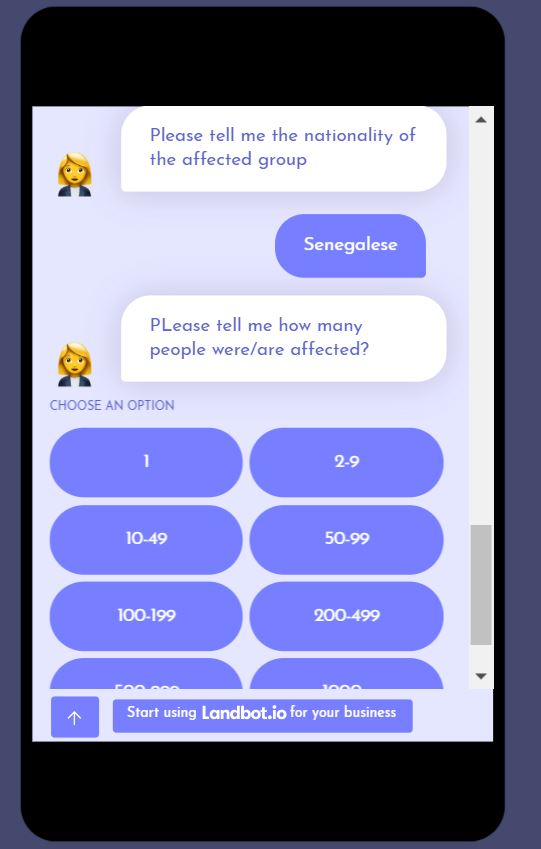 Please tell me the nationality of
the affected group
Senegalese
PLease tell me how many
people were/are affected?
CHOOSE AN OPTION
1
2-9
10-49
50-99
100-199
200-499
Start using Landbot.io for your business